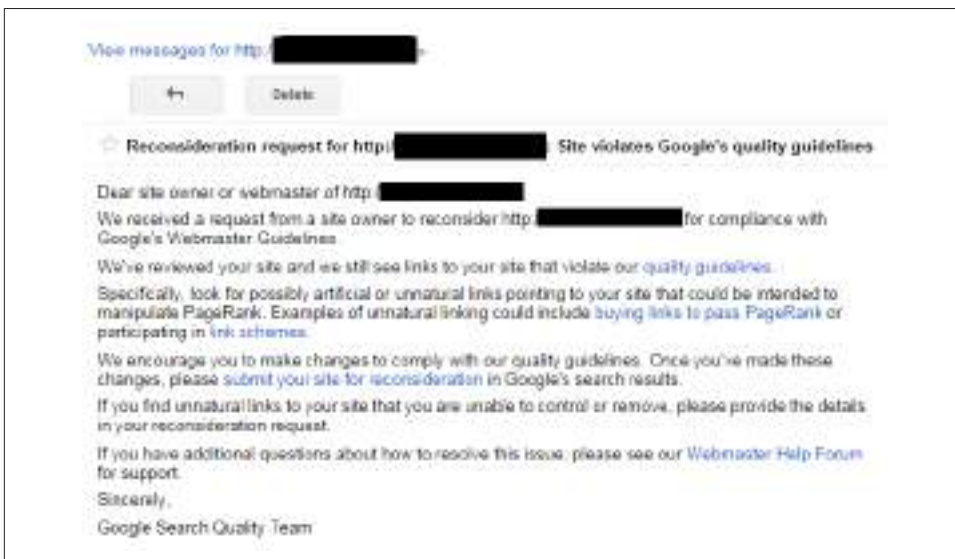 View messages for http:/
Delete
Reconsideration request for http:// Site violates Google's quality guidelines
Dear site owner or webmaster of http:/
We received a request from a site owner to reconsider http: for compliance with
Google's Webmaster Guidelines.
We've reviewed your site and we still see links to your site that violate our quality guidelines.
Specifically, look for possibly artificial or unnatural links pointing to your site that could be intended to
manipulate PageRank. Examples of unnatural linking could include buying links to pass PageRank or
participating in link schemes.
We encourage you to make changes to comply with our quality guidelines. Once you've made these
changes, please submit your site for reconsideration in Google's search results.
If you find unnatural links to your site that you are unable to control or remove, please provide the details
in your reconsideration request.
If you have additional questions about how to resolve this issue, please see our Webmaster Help Forum
for support.
Sincerely,
Google Search Quality Team